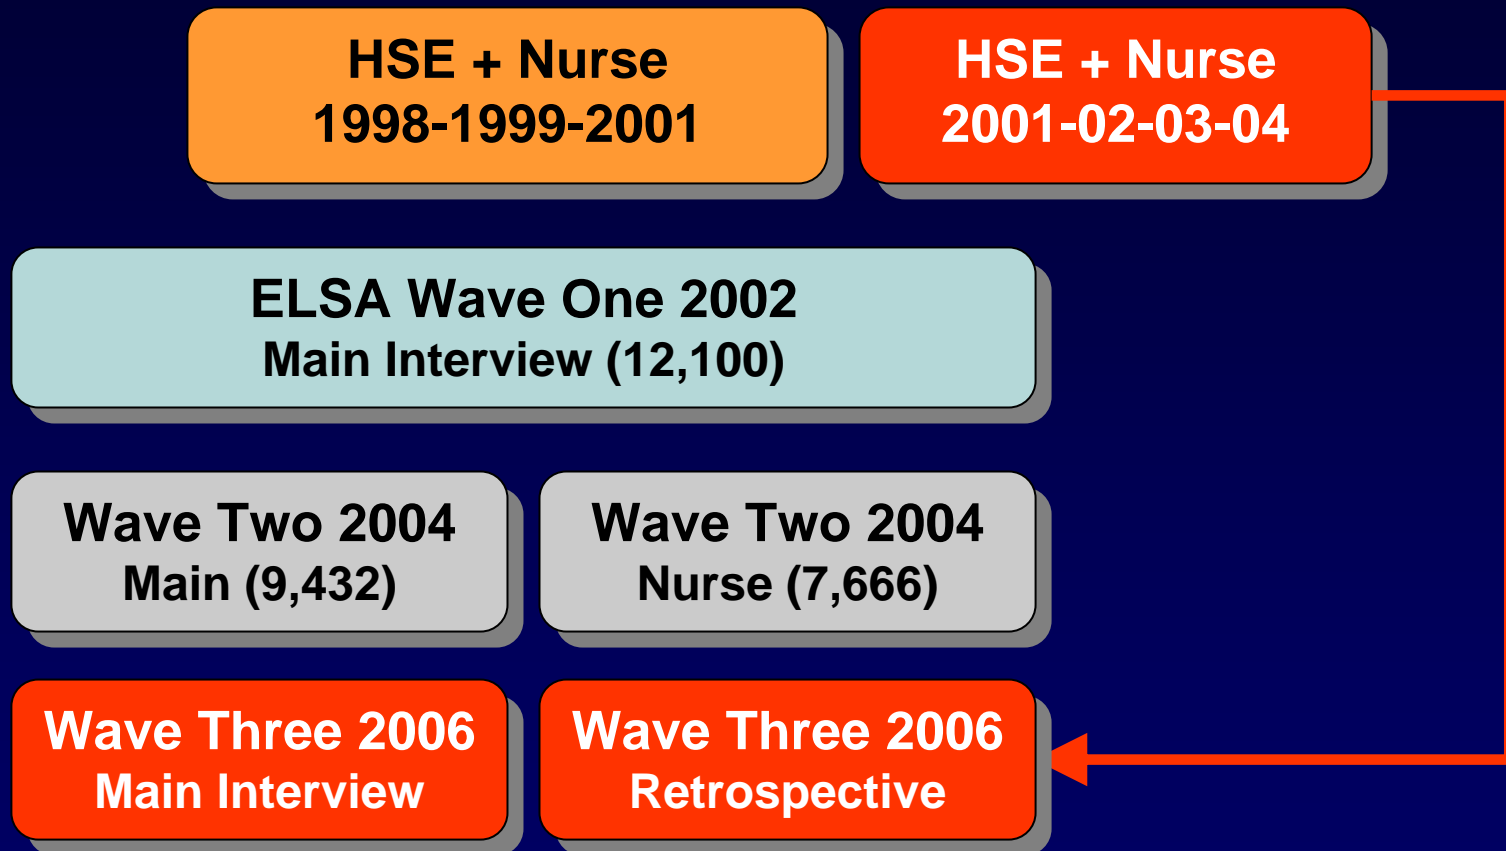 HSE + Nurse
1998-1999-2001
HSE + Nurse
2001-02-03-04
ELSA Wave One 2002
Main Interview (12,100)
Wave Two 2004
Main (9,432)
Wave Two 2004
Nurse (7,666)
Wave Three 2006
Main Interview
Wave Three 2006
Retrospective